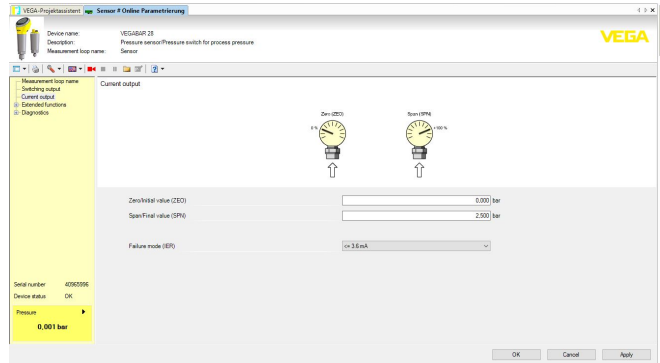 VEGA-Projektassistent
Sensor # Online Parametrierung
Device name: VEGABAR 28
Description: Pressure sensor/Pressure switch for process pressure
Measurement loop name: Sensor
VEGA
Measurement loop name
Switching output
Current output
Extended functions
Diagnostics
Current output
Zero (ZEO)
Span (SPN)
0 %
+100 %
Zero/Initial value (ZEO) 0,000 bar
Span/Final value (SPN) 2,500 bar
Failure mode (IER) <= 3.6 mA
Serial number 40965996
Device status OK
Pressure
0,001 bar
OK Cancel Apply